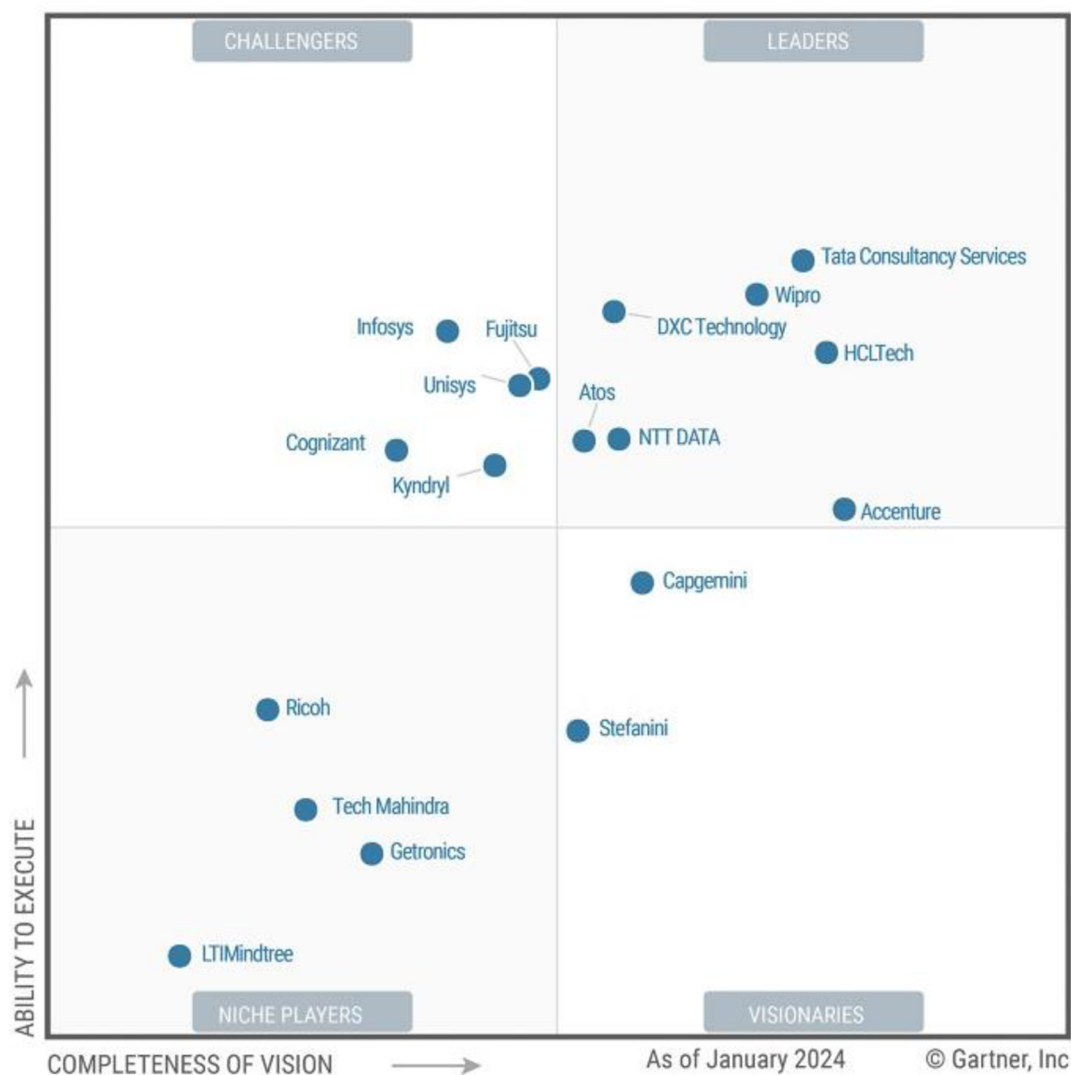 CHALLENGERS
LEADERS
Tata Consultancy Services
Wipro
DXC Technology
Infosys
Fujitsu
HCLTech
Unisys
Atos
NTT DATA
Cognizant
Kyndryl
Accenture
Capgemini
Ricoh
Stefanini
Tech Mahindra
Getronics
LTIMindtree
NICHE PLAYERS
VISIONARIES
ABILITY TO EXECUTE
COMPLETENESS OF VISION
As of January 2024
© Gartner, Inc